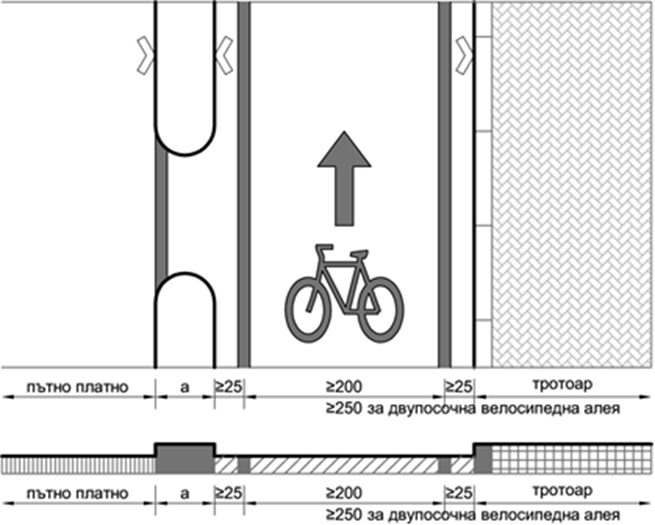 пътно платно а ≥25 ≥200 ≥25 тротоар
≥250 за двупосочна велосипедна алея
пътно платно а ≥25 ≥200 ≥25 тротоар
≥250 за двупосочна велосипедна алея